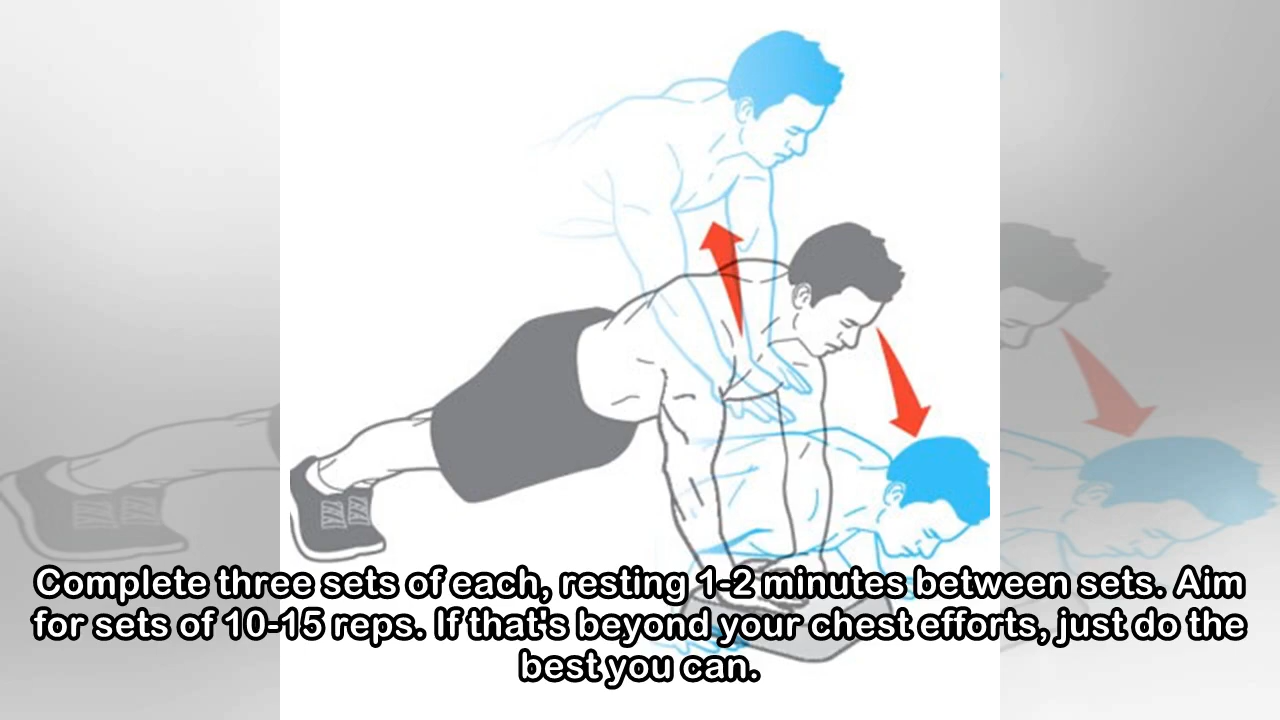 Complete three sets of each, resting 1-2 minutes between sets. Aim
for sets of 10-15 reps. If that's beyond your chest efforts, just do the
best you can.